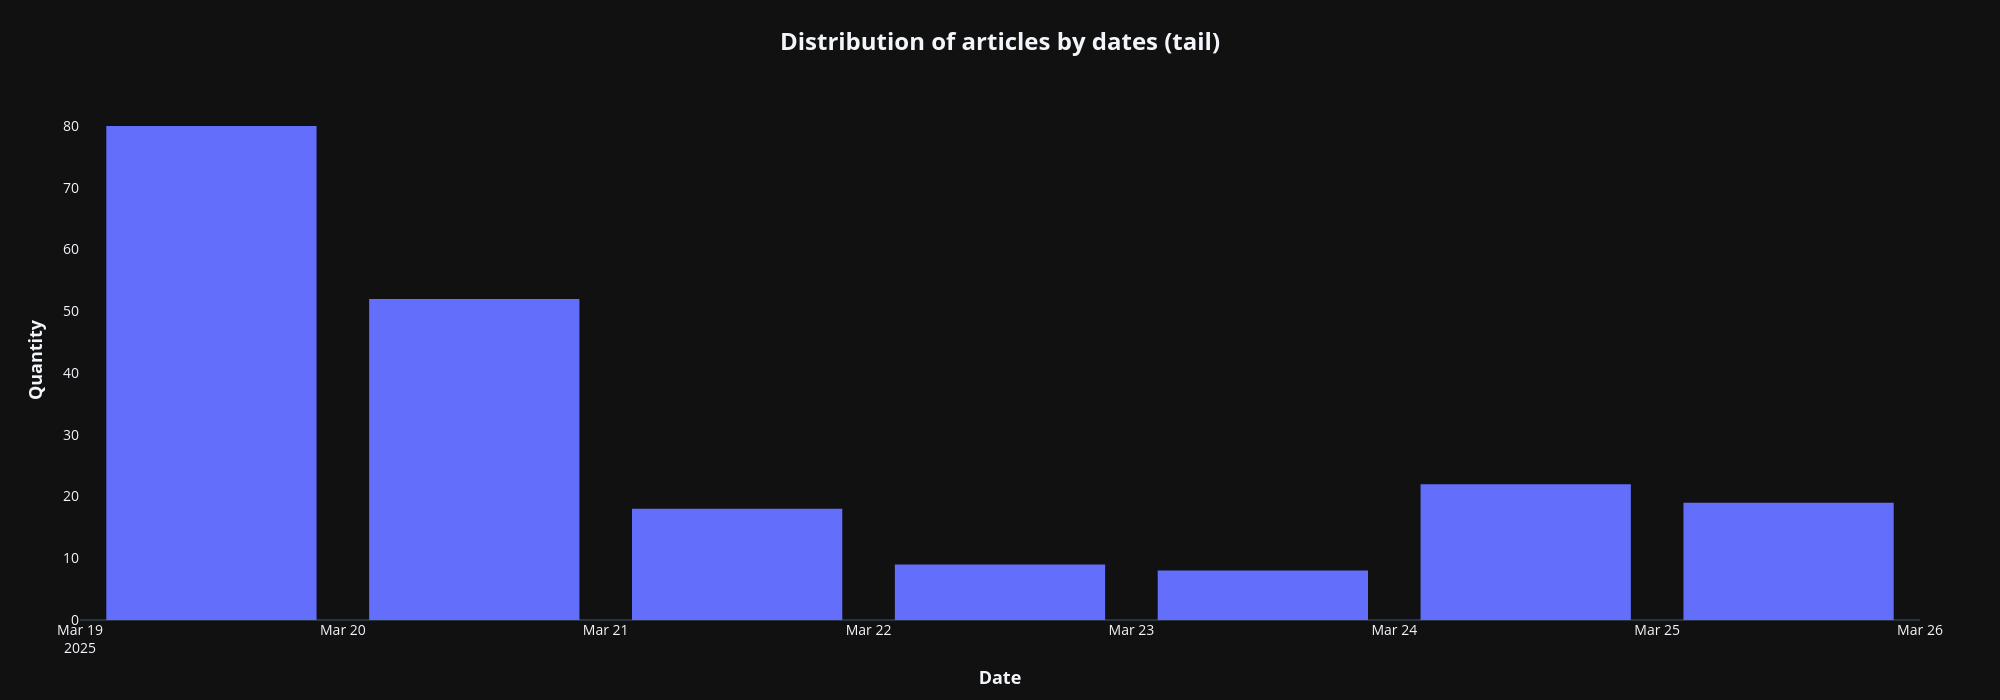 Distribution of articles by dates (tail)
Quantity
80
70
60
50
40
30
20
10
0
Mar 19
2025
Mar 20
Mar 21
Mar 22
Mar 23
Mar 24
Mar 25
Mar 26
Date